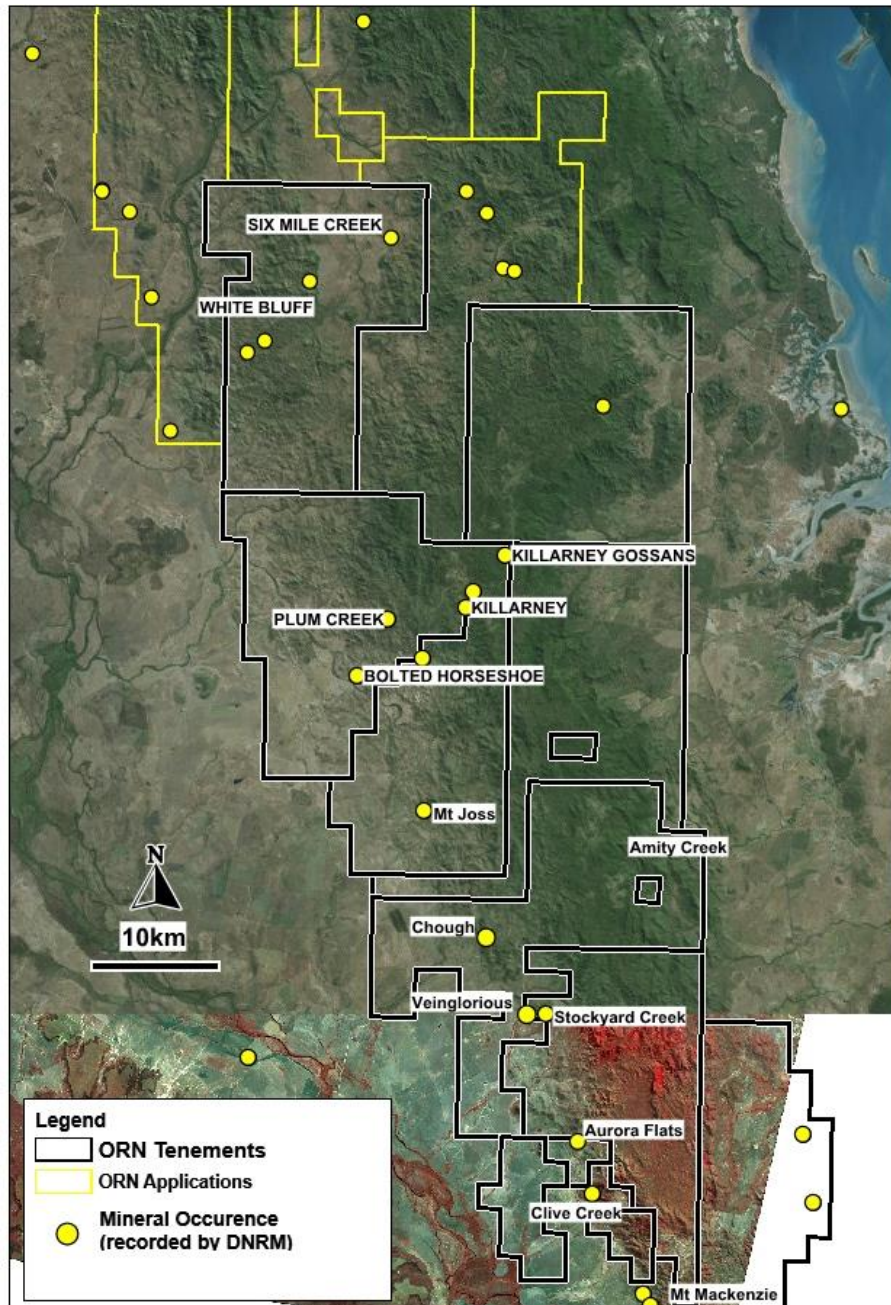 SIX MILE CREEK
WHITE BLUFF
KILLARNEY GOSSANS
KILLARNEY
PLUM CREEK
BOLTED HORSESHOE
Mt Joss
Amity Creek
N
10km
Chough
Veinglorious
Stockyard Creek
Aurora Flats
Clive Creek
Mt Mackenzie
Legend
ORN Tenements
ORN Applications
Mineral Occurence
(recorded by DNRM)